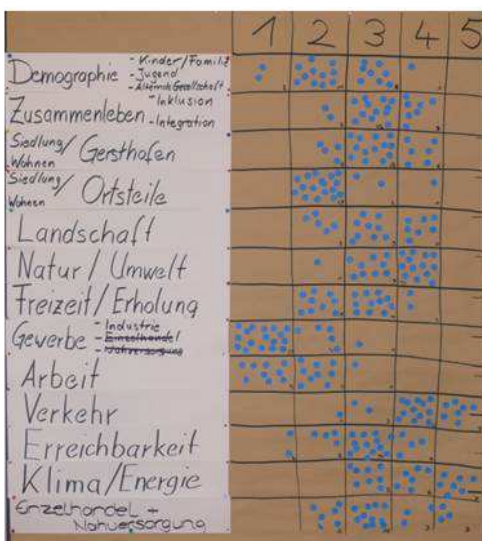 1 2 3 4 5
Demographie - Kinder/Familie
- Jugend
- Alternde Gesellschaft
Zusammenleben - Inklusion
- Integration
Siedlung/Wohnen Gersthofen
Siedlung/Wohnen Ortsteile
Landschaft
Natur / Umwelt
Freizeit/Erholung
Gewerbe - Industrie
- Einzelhandel
- Nahversorgung
Arbeit
Verkehr
Erreichbarkeit
Klima/Energie
Einzelhandel +
Nahversorgung